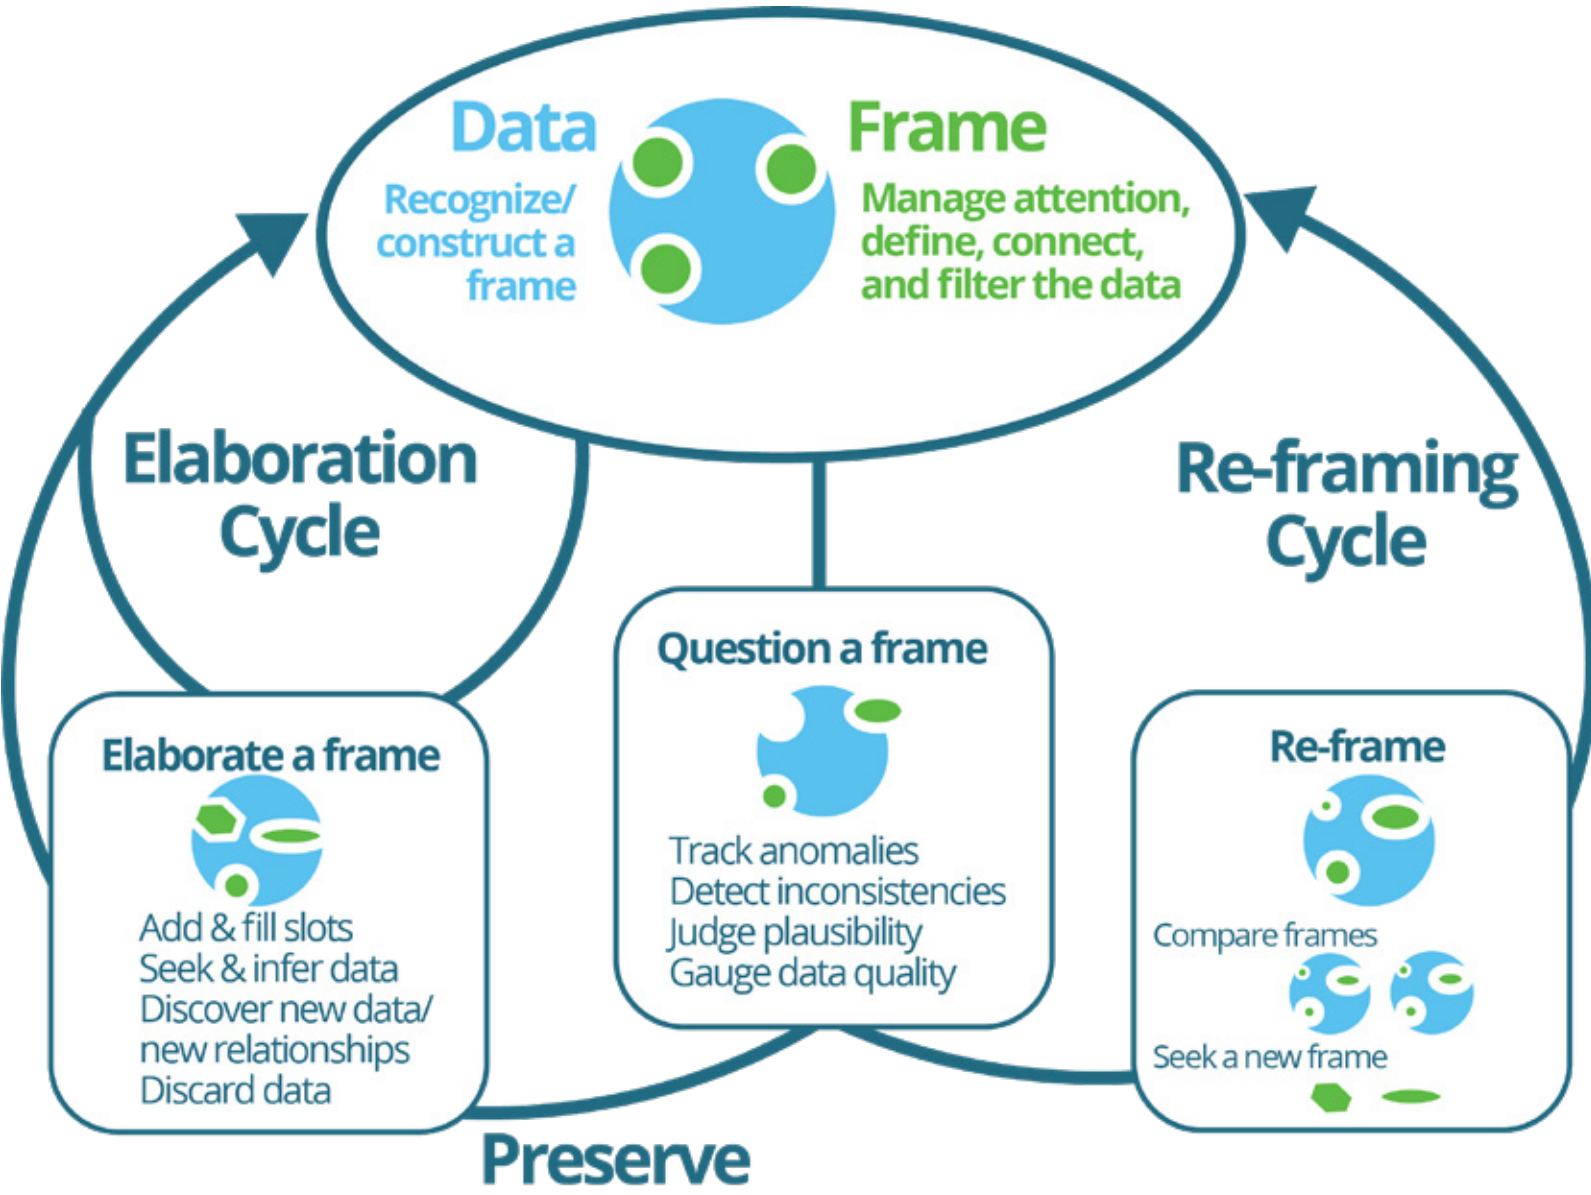 Data
Recognize/
construct a
frame
Frame
Manage attention,
define, connect,
and filter the data
Elaboration
Cycle
Re-framing
Cycle
Elaborate a frame
Add & fill slots
Seek & infer data
Discover new data/
new relationships
Discard data
Question a frame
Track anomalies
Detect inconsistencies
Judge plausibility
Gauge data quality
Re-frame
Compare frames
Seek a new frame
Preserve